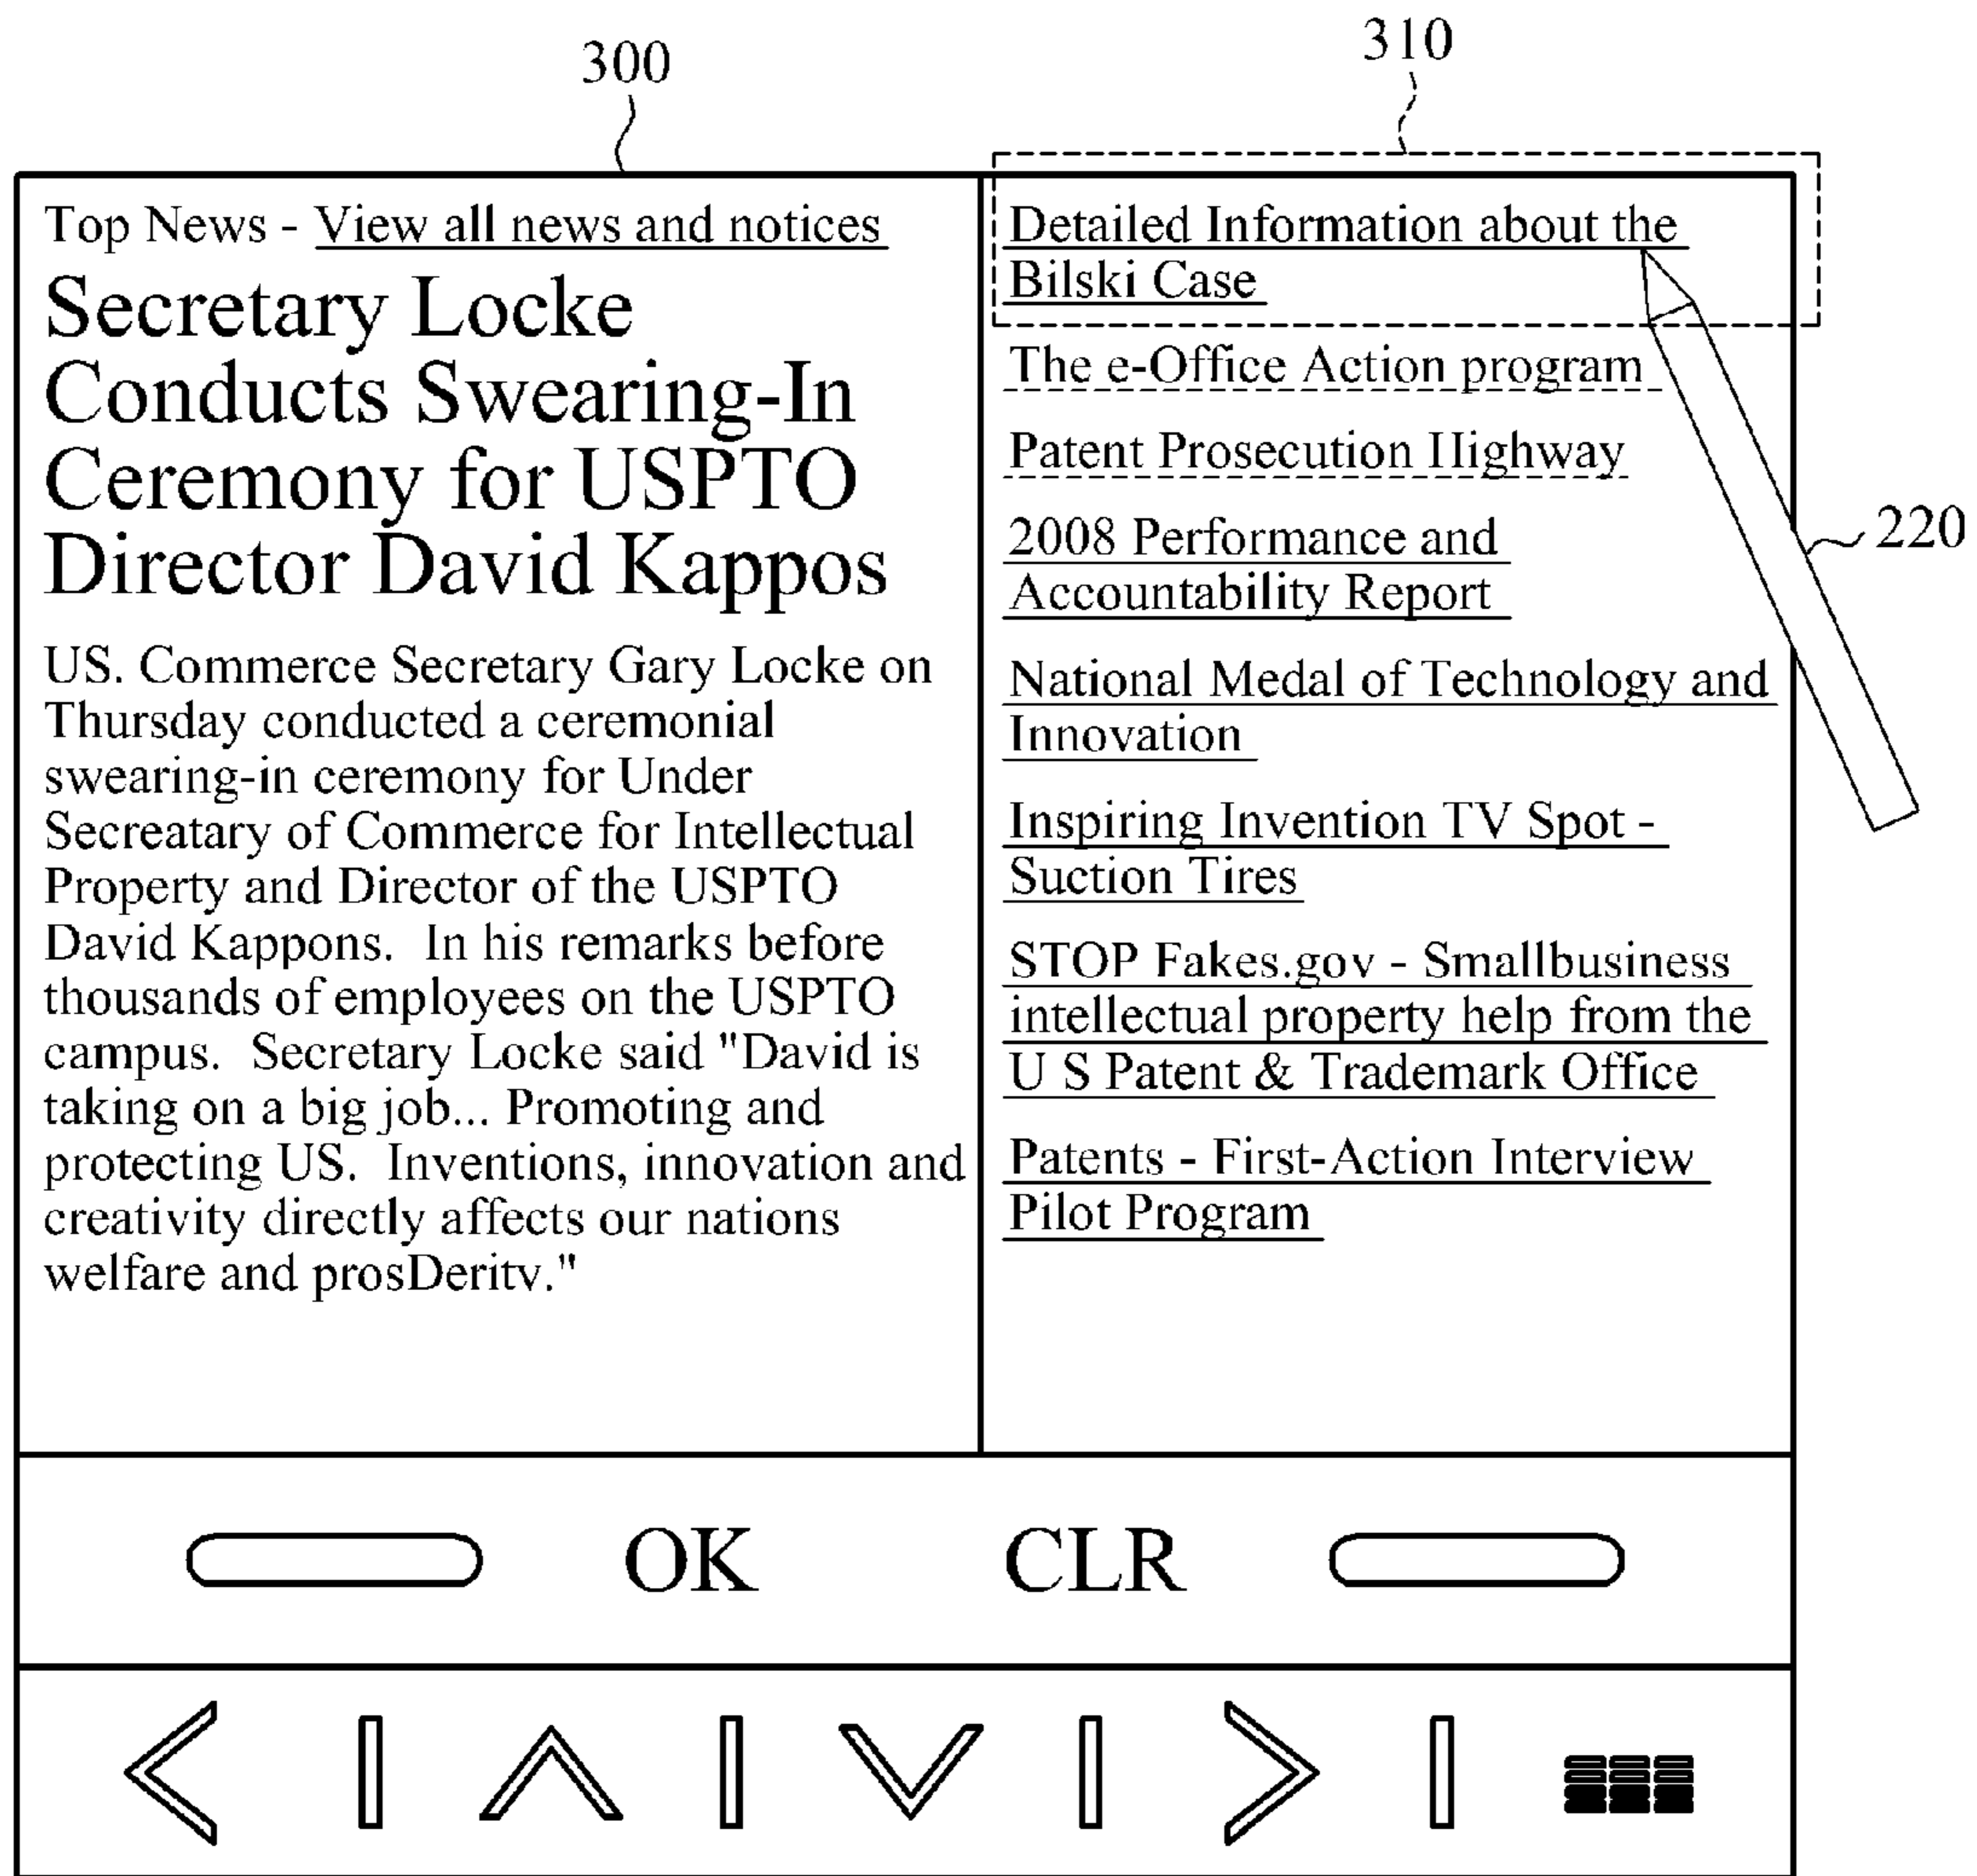 300
310
Top News - View all news and notices
Secretary Locke
Conducts Swearing-In
Ceremony for USPTO
Director David Kappos
US. Commerce Secretary Gary Locke on
Thursday conducted a ceremonial
swearing-in ceremony for Under
Secreatary of Commerce for Intellectual
Property and Director of the USPTO
David Kappons. In his remarks before
thousands of employees on the USPTO
campus. Secretary Locke said "David is
taking on a big job... Promoting and
protecting US. Inventions, innovation and
creativity directly affects our nations
welfare and prosDeritv."
Detailed Information about the
Bilski Case
The e-Office Action program
Patent Prosecution Highway
2008 Performance and
Accountability Report
National Medal of Technology and
Innovation
Inspiring Invention TV Spot -
Suction Tires
STOP Fakes.gov - Smallbusiness
intellectual property help from the
U S Patent & Trademark Office
Patents - First-Action Interview
Pilot Program
220
OK CLR